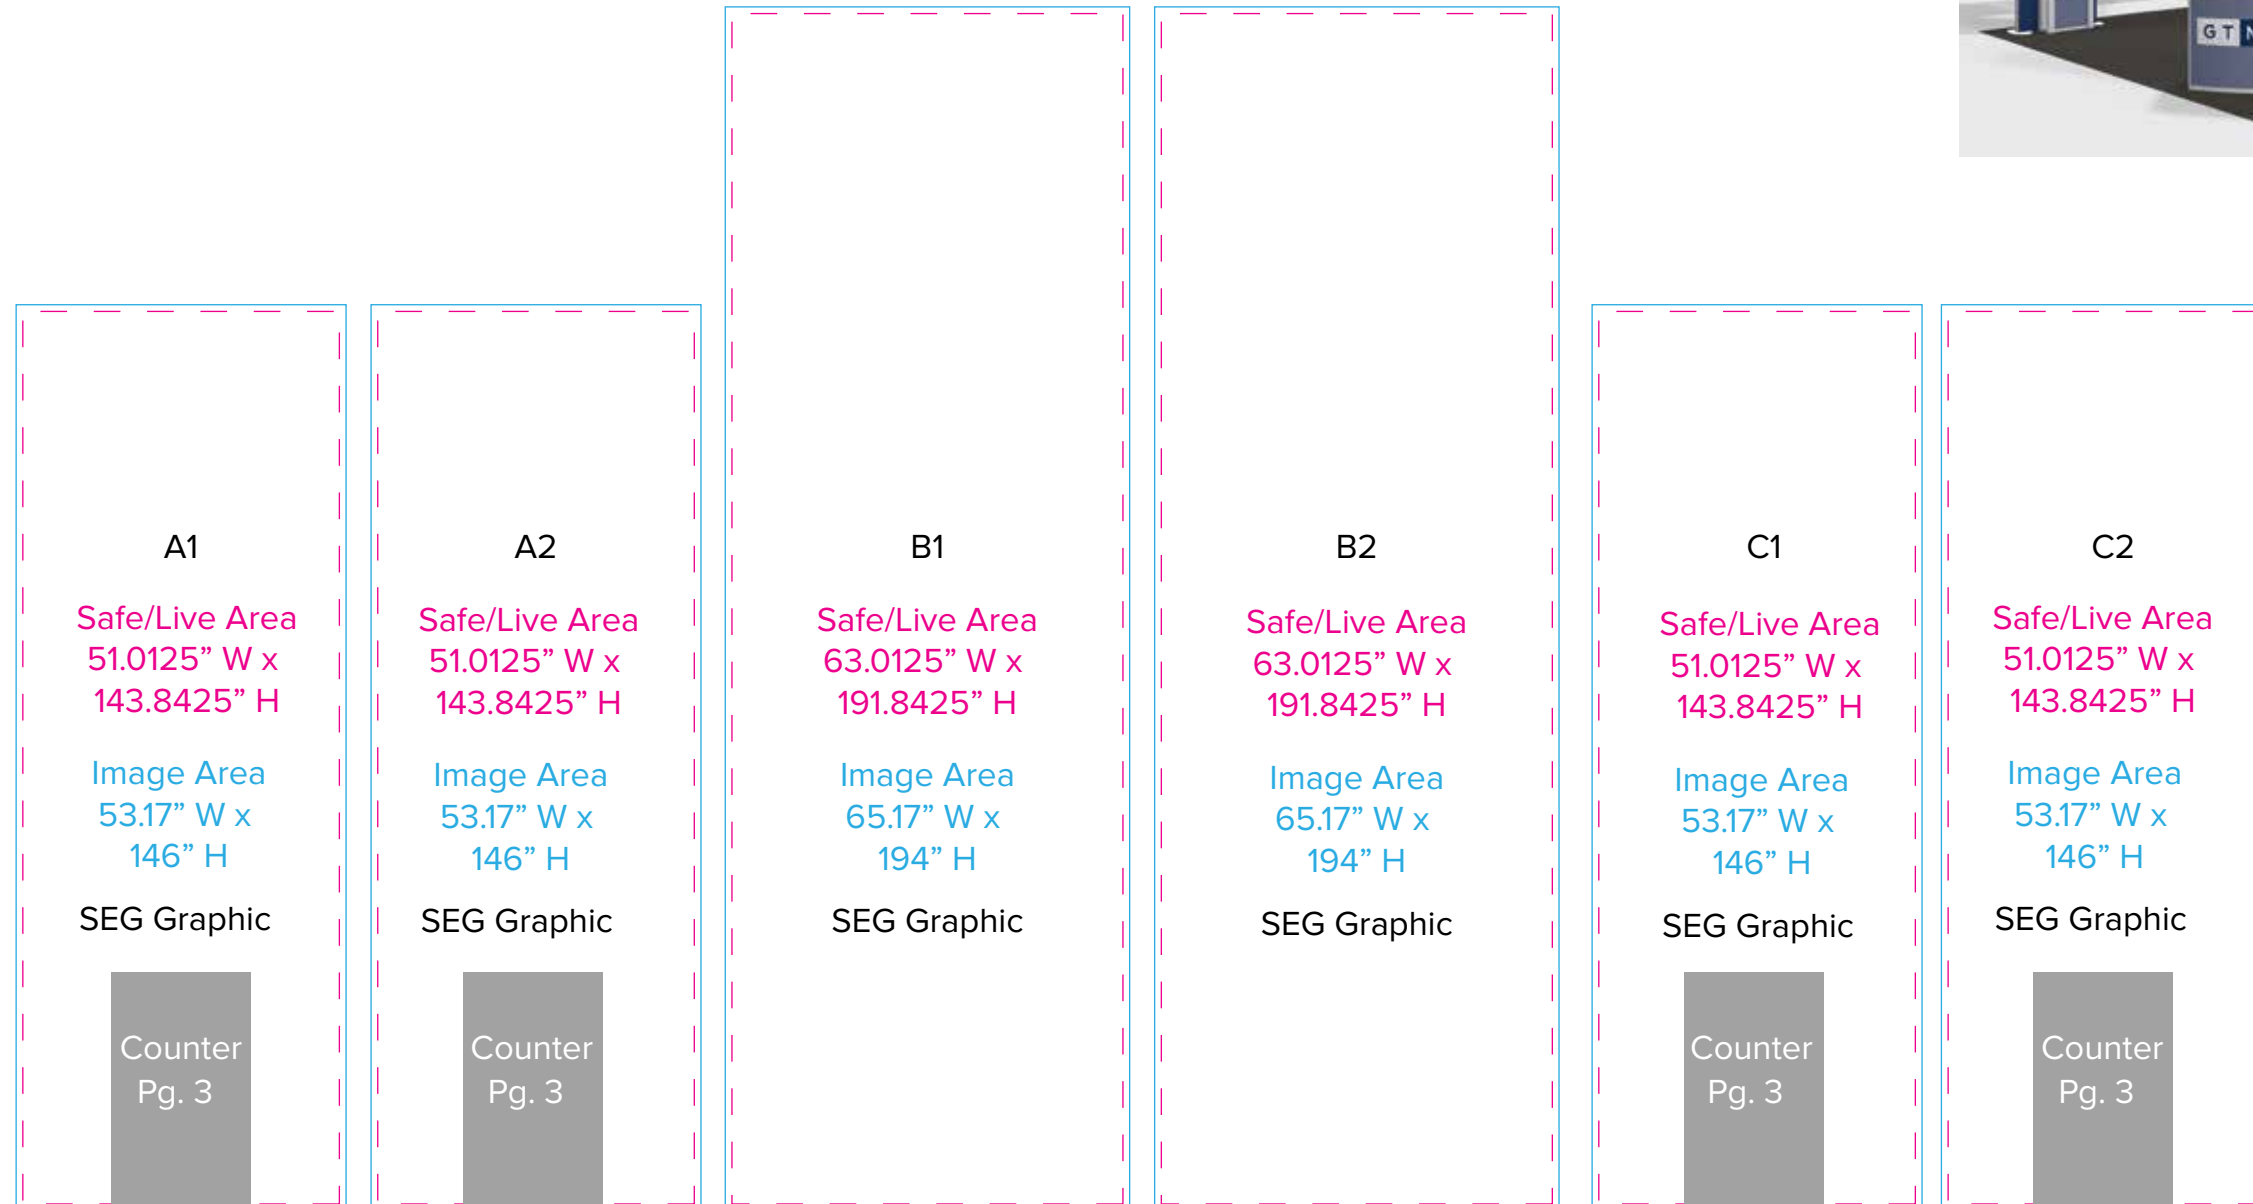 GT
A1
Safe/Live Area
51.0125” W x
143.8425” H
Image Area
53.17” W x
146” H
SEG Graphic
Counter
Pg. 3
A2
Safe/Live Area
51.0125” W x
143.8425” H
Image Area
53.17” W x
146” H
SEG Graphic
Counter
Pg. 3
B1
Safe/Live Area
63.0125” W x
191.8425” H
Image Area
65.17” W x
194” H
SEG Graphic
B2
Safe/Live Area
63.0125” W x
191.8425” H
Image Area
65.17” W x
194” H
SEG Graphic
C1
Safe/Live Area
51.0125” W x
143.8425” H
Image Area
53.17” W x
146” H
SEG Graphic
Counter
Pg. 3
C2
Safe/Live Area
51.0125” W x
143.8425” H
Image Area
53.17” W x
146” H
SEG Graphic
Counter
Pg. 3